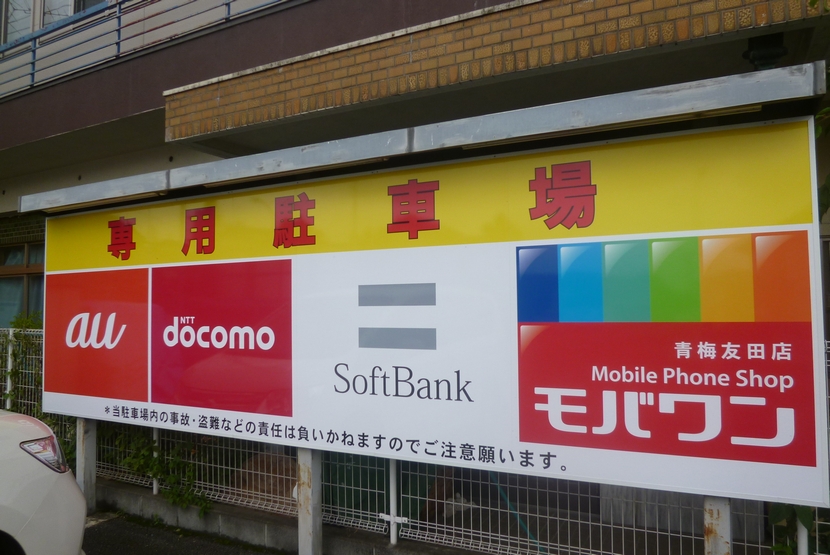 専用駐車場
au
NTT
docomo
SoftBank
青梅友田店
Mobile Phone Shop
モバワン
*当駐車場内の事故・盗難などの責任は負いかねますのでご注意願います。